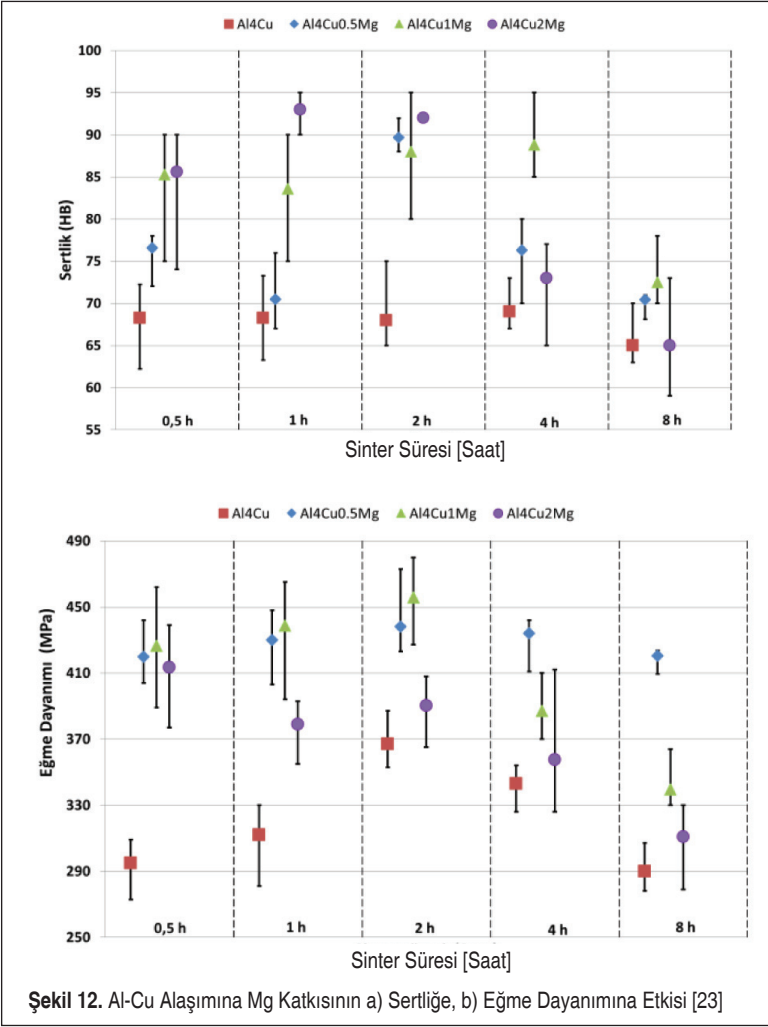 Al4Cu Al4Cu0.5Mg Al4Cu1Mg Al4Cu2Mg
100
95
90
85
80
75
70
65
60
55
Sertlik (HB)
0,5 h 1 h 2 h 4 h 8 h
Sinter Süresi [Saat]
Al4Cu Al4Cu0.5Mg Al4Cu1Mg Al4Cu2Mg
490
450
410
370
330
290
250
Eğme Dayanımı (MPa)
0,5 h 1 h 2 h 4 h 8 h
Sinter Süresi [Saat]
Şekil 12. Al-Cu Alaşımına Mg Katkısının a) Sertliğe, b) Eğme Dayanımına Etkisi [23]